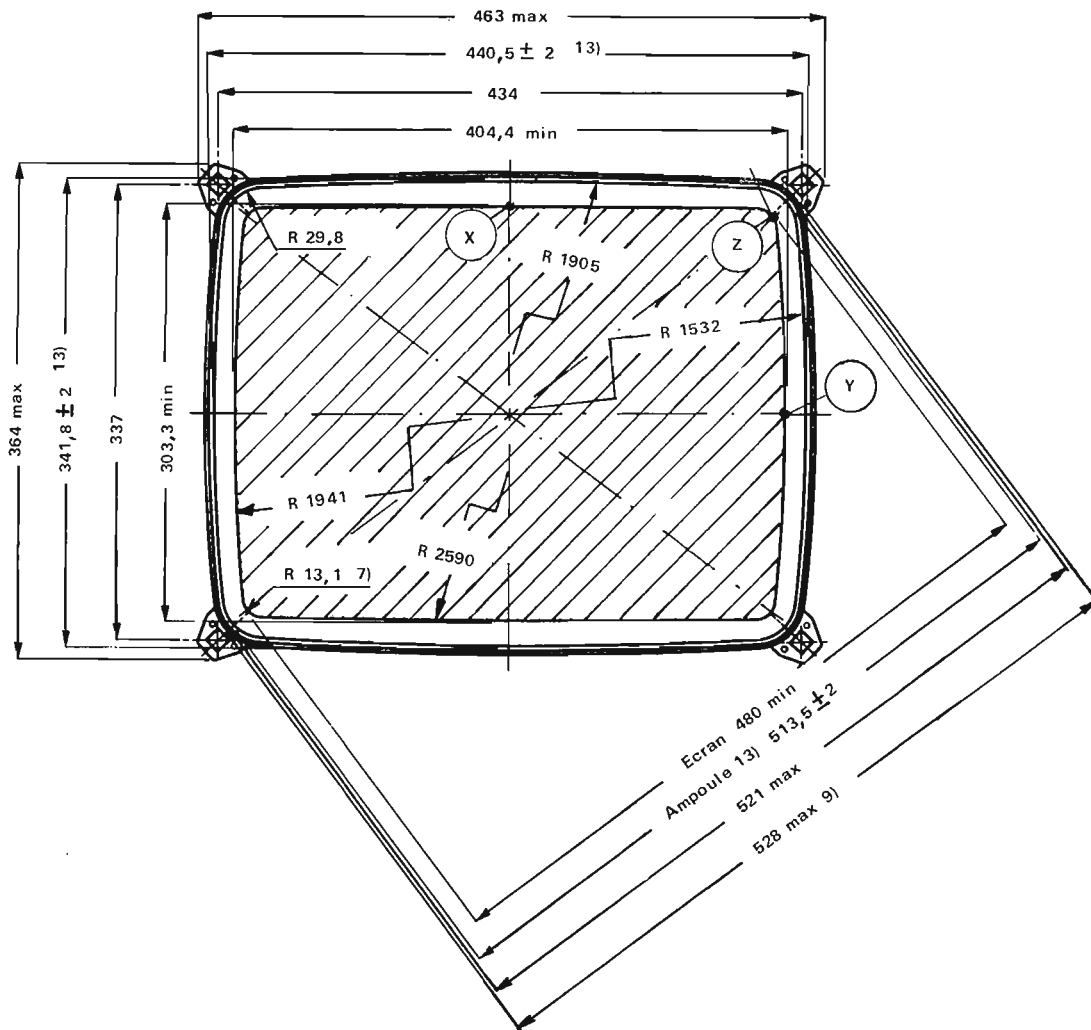 463 max
440,5 ± 2 13)
434
404,4 min
364 max
341,8 ± 2 13)
337
303,3 min
R 29,8
X
Z
R 1905
R 1532
Y
R 1941
R 2590
R 13,1 7)
Ecran 480 min
Ampoule 13) 513,5 ± 2
521 max
528 max 9)